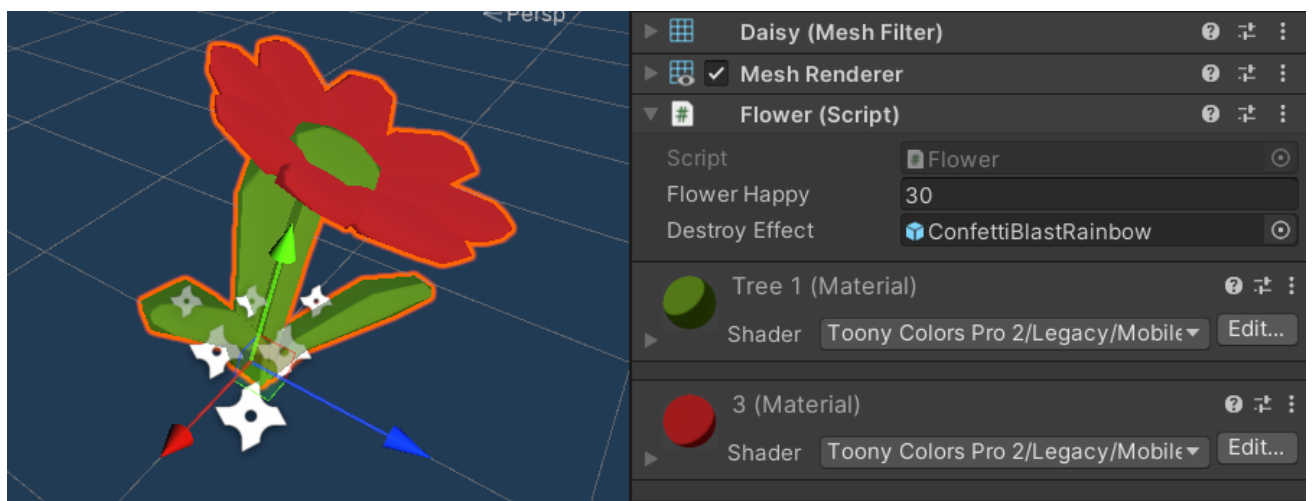 Persp
Daisy (Mesh Filter)
Mesh Renderer
Flower (Script)
Script
Flower
Flower Happy
30
Destroy Effect
ConfettiBlastRainbow
Tree 1 (Material)
Shader
Toony Colors Pro 2/Legacy/Mobile
Edit...
3 (Material)
Shader
Toony Colors Pro 2/Legacy/Mobile
Edit...